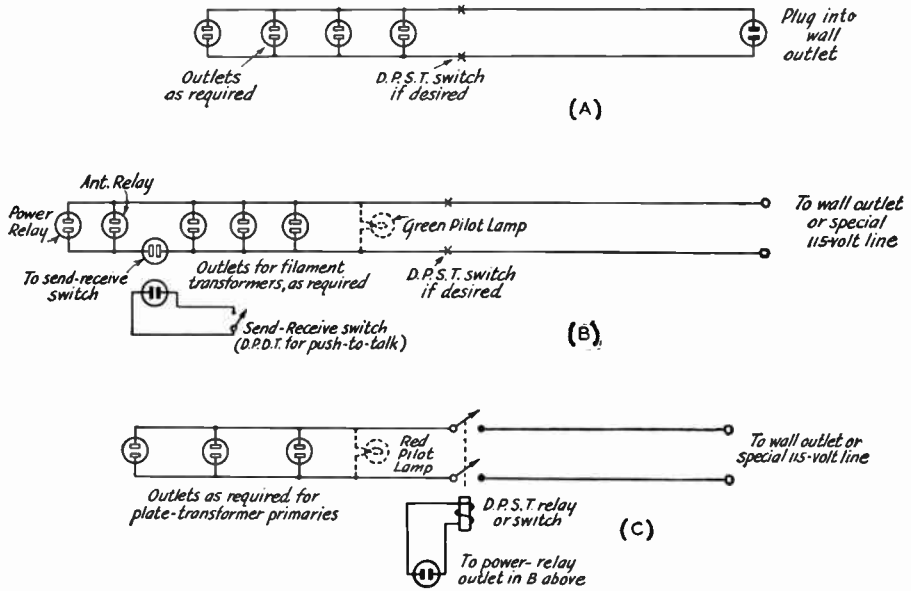 Plug into
wall
outlet
Outlets
as required
D.P.S.T. switch
if desired
(A)
Ant. Relay
Power
Relay
Green Pilot Lamp
To wall outlet
or special
115-volt line
To send-receive
switch
Outlets for filament
transformers, as required
D.P.S.T. switch
if desired
Send-Receive switch
(D.P.D.T. for push-to-talk)
(B)
Red
Pilot
Lamp
To wall outlet or
special 115-volt line
Outlets as required for
plate-transformer primaries
D.P.S.T. relay
or switch
(C)
To power-relay
outlet in B above